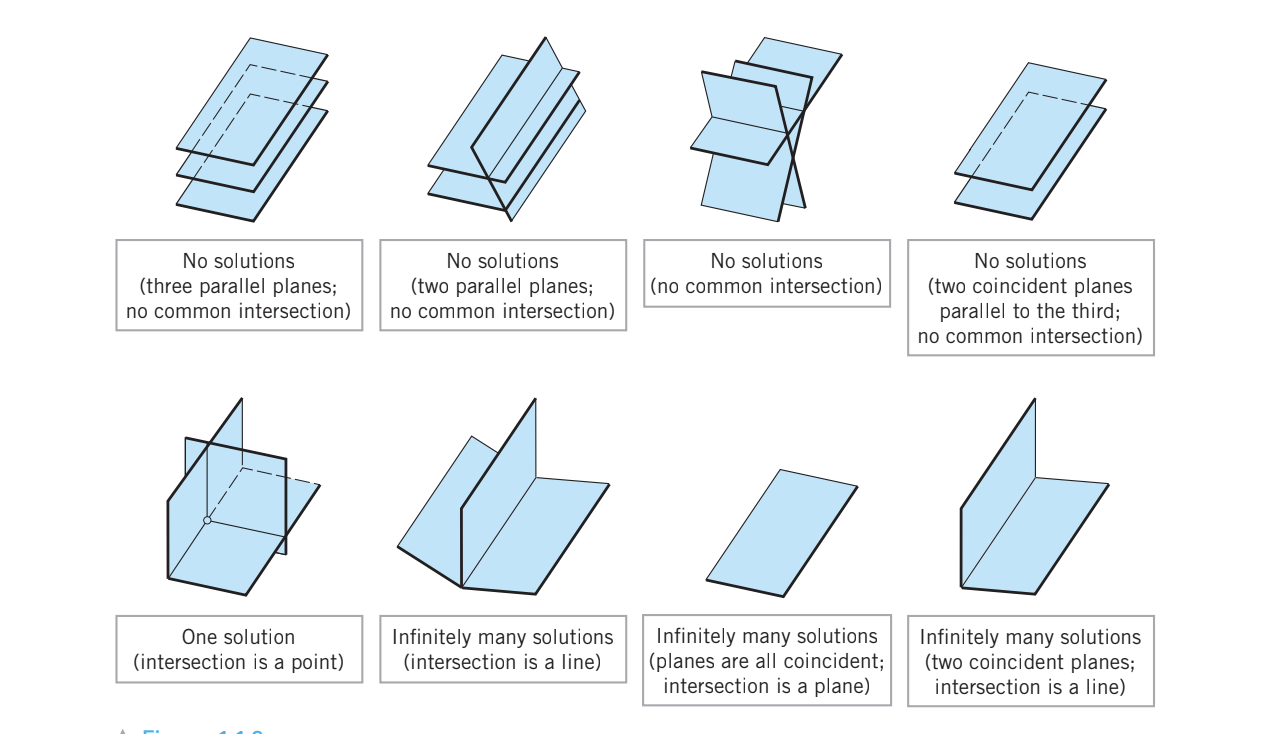 No solutions
(three parallel planes;
no common intersection)
No solutions
(two parallel planes;
no common intersection)
No solutions
(no common intersection)
No solutions
(two coincident planes
parallel to the third;
no common intersection)
One solution
(intersection is a point)
Infinitely many solutions
(intersection is a line)
Infinitely many solutions
(planes are all coincident;
intersection is a plane)
Infinitely many solutions
(two coincident planes;
intersection is a line)